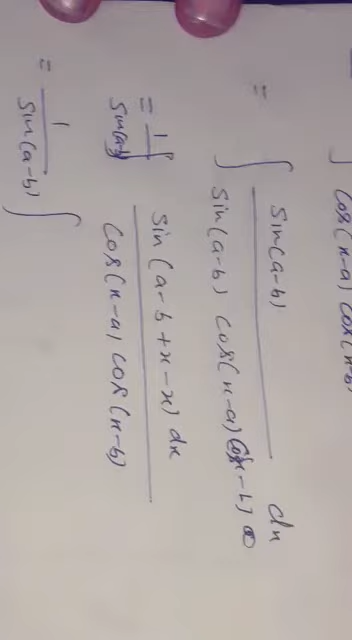 ∫ cos(x-a) cos(x-b)
= ∫ sin(a-b) / sin(a-b) cos(x-a) cos(x-b) dx
= 1/sin(a-b) ∫ sin(a-b+x-x) dx / cos(x-a) cos(x-b)
= 1/sin(a-b) ∫